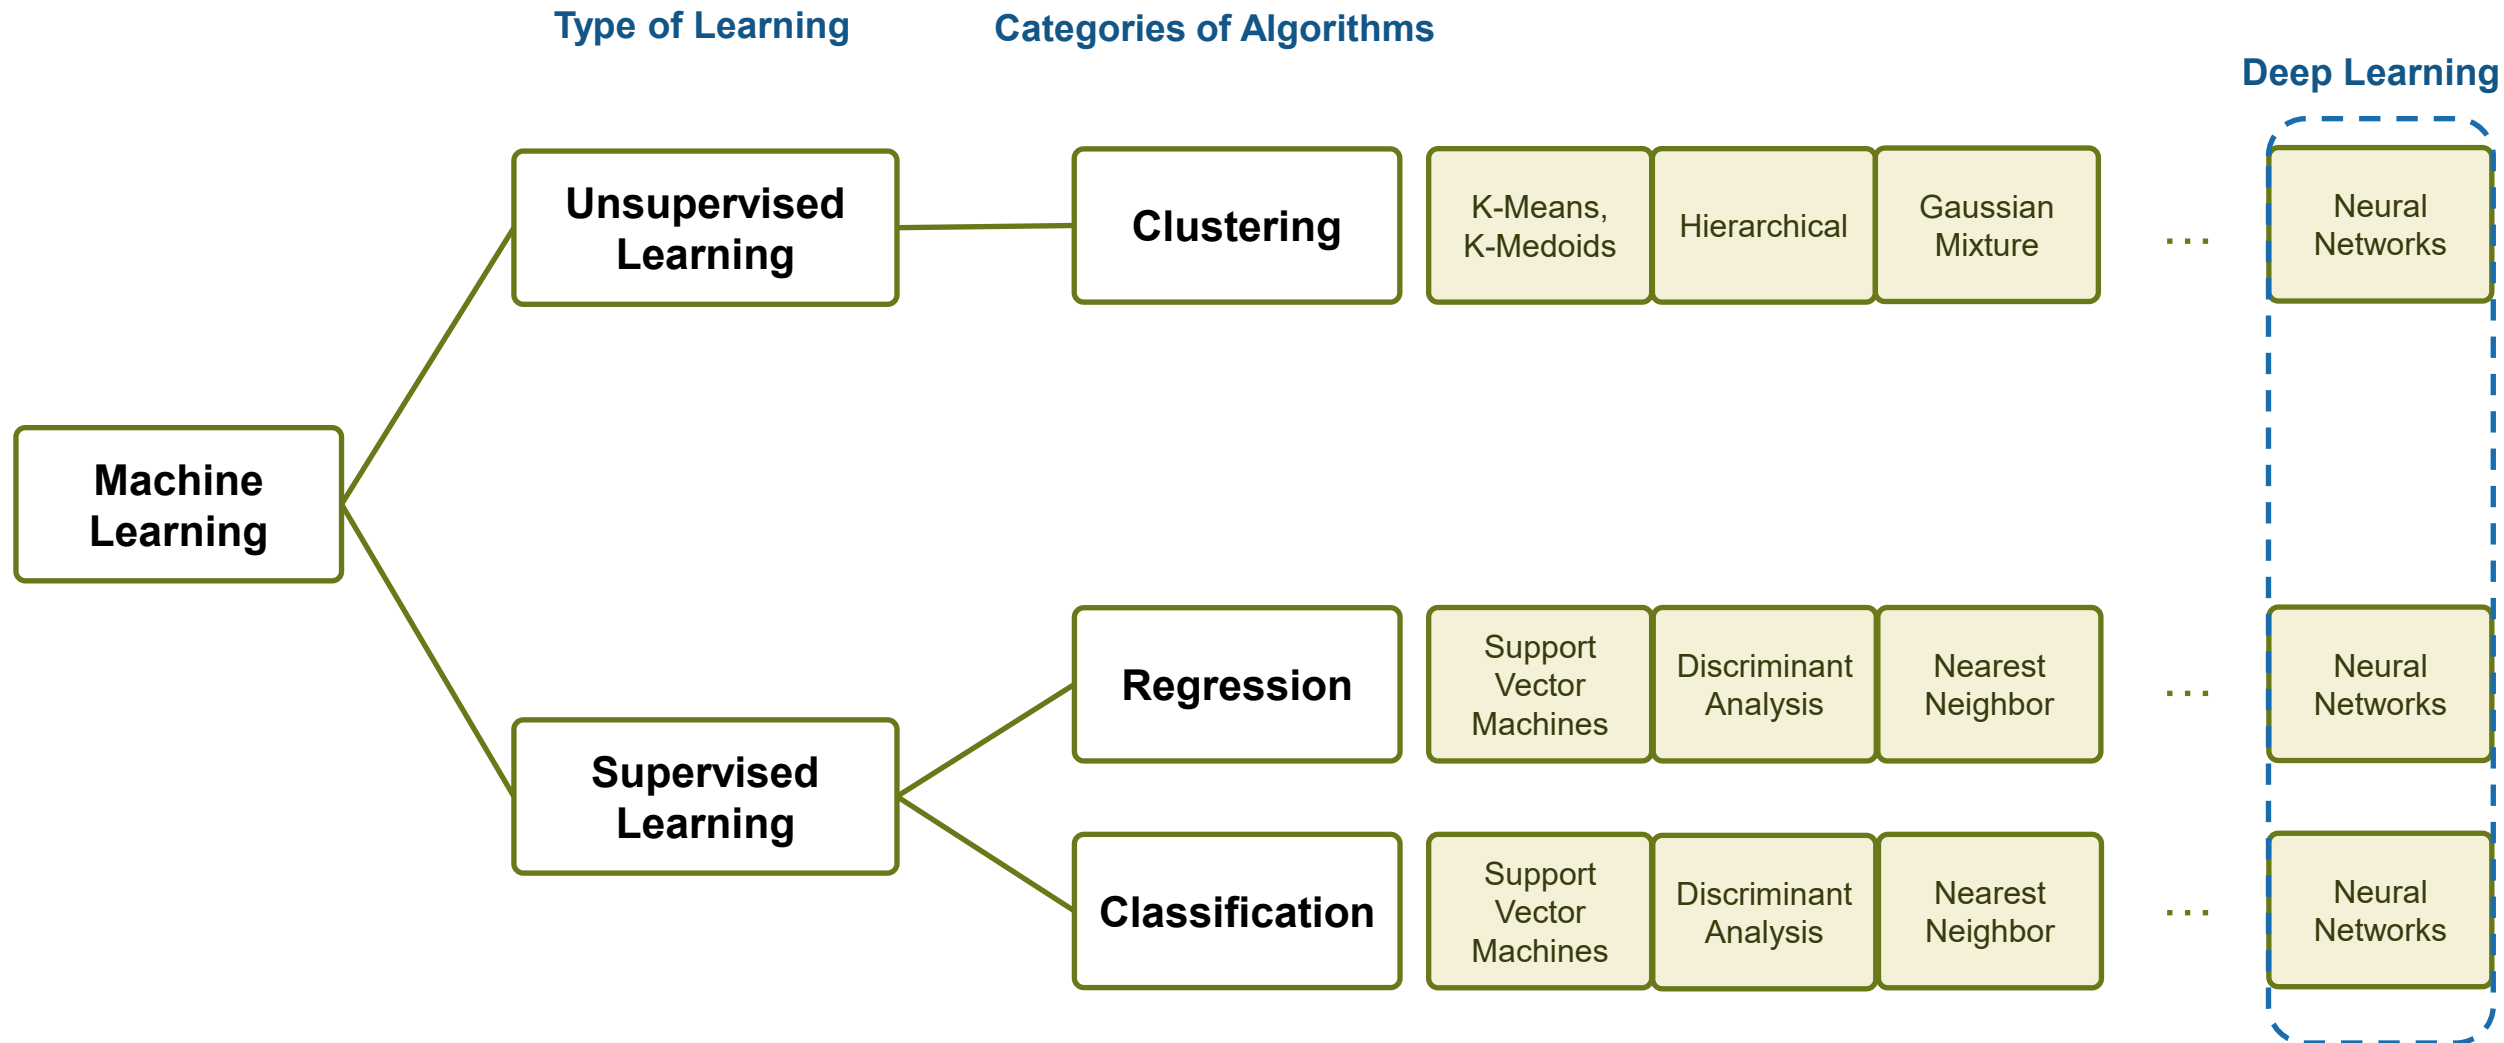 Type of Learning
Categories of Algorithms
Deep Learning
Unsupervised
Learning
Clustering
K-Means,
K-Medoids
Hierarchical
Gaussian
Mixture
...
Neural
Networks
Machine
Learning
Supervised
Learning
Regression
Support
Vector
Machines
Discriminant
Analysis
Nearest
Neighbor
...
Neural
Networks
Classification
Support
Vector
Machines
Discriminant
Analysis
Nearest
Neighbor
...
Neural
Networks